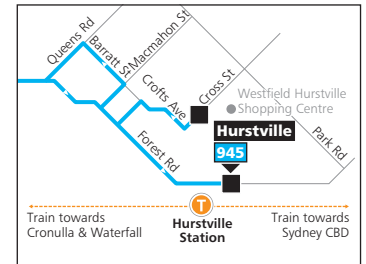 Queens Rd
Barratt St
Macmahon St
Crofts Ave
Cross St
Westfield Hurstville
Shopping Centre
Hurstville
945
Park Rd
Forest Rd
T
Train towards
Cronulla & Waterfall
Hurstville
Station
Train towards
Sydney CBD